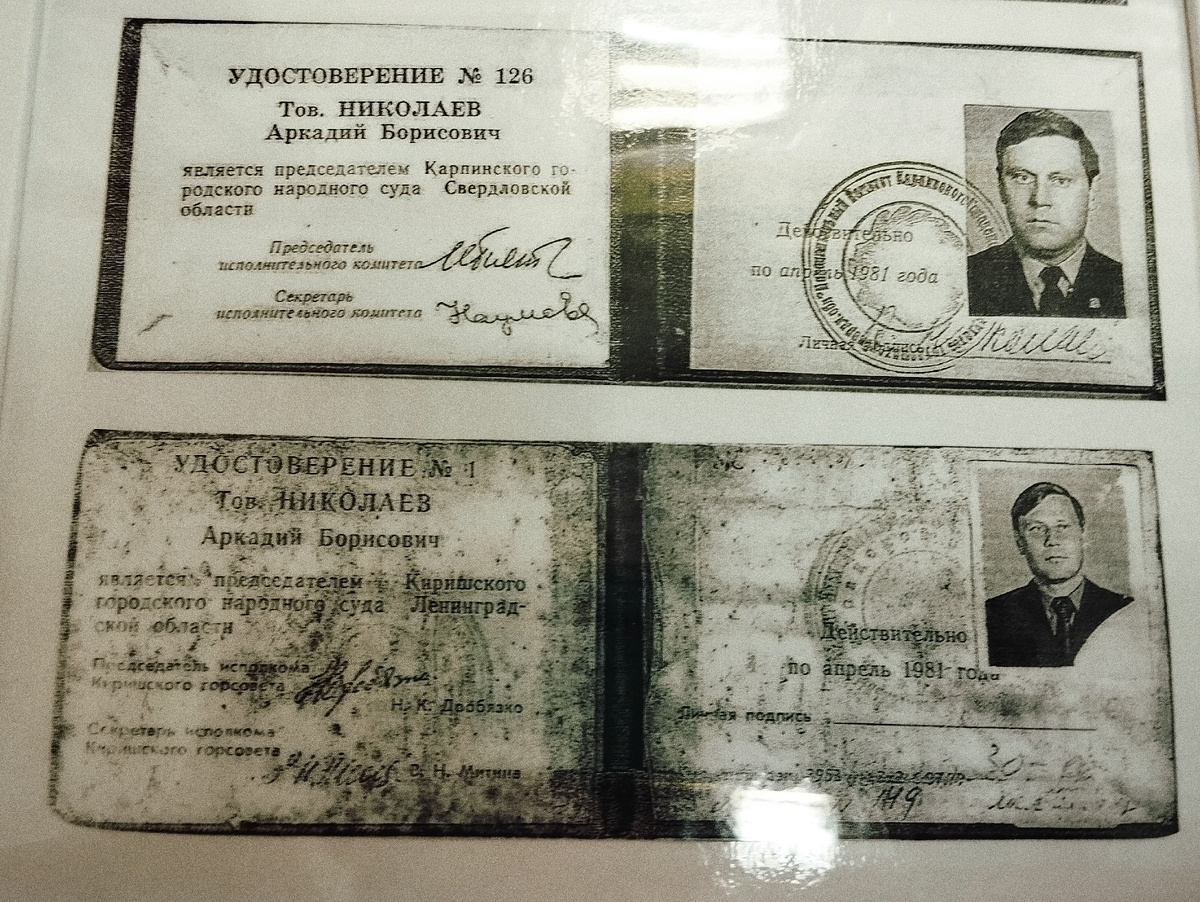 УДОСТОВЕРЕНИЕ № 126
Тов. НИКОЛАЕВ
Аркадий Борисович
является председателем Карпинского го-
родского народного суда Свердловской
области
Председатель
исполнительного комитета
Секретарь
исполнительного комитета Наумова
Действительно
по апрель 1981 года
Личная подпись
УДОСТОВЕРЕНИЕ № 1
Тов. НИКОЛАЕВ
Аркадий Борисович
является председателем Киришского
городского народного суда Ленинград-
ской области
Председатель исполкома
Киришского горсовета
Н. К. Дробязко
Секретарь исполкома
Киришского горсовета
В. Н. Митина
Действительно
по апрель 1981 года
Личная подпись